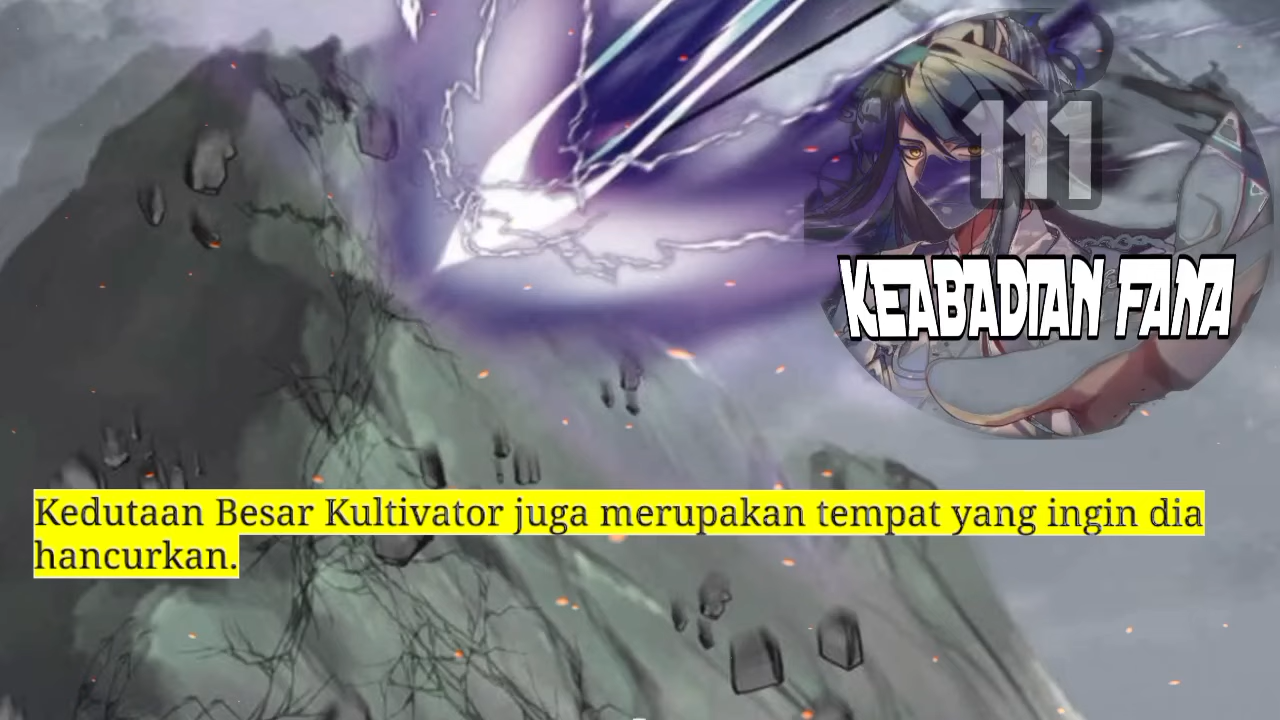 111
KEABADIAN FANA
Kedutaan Besar Kultivator juga merupakan tempat yang ingin dia
hancurkan.